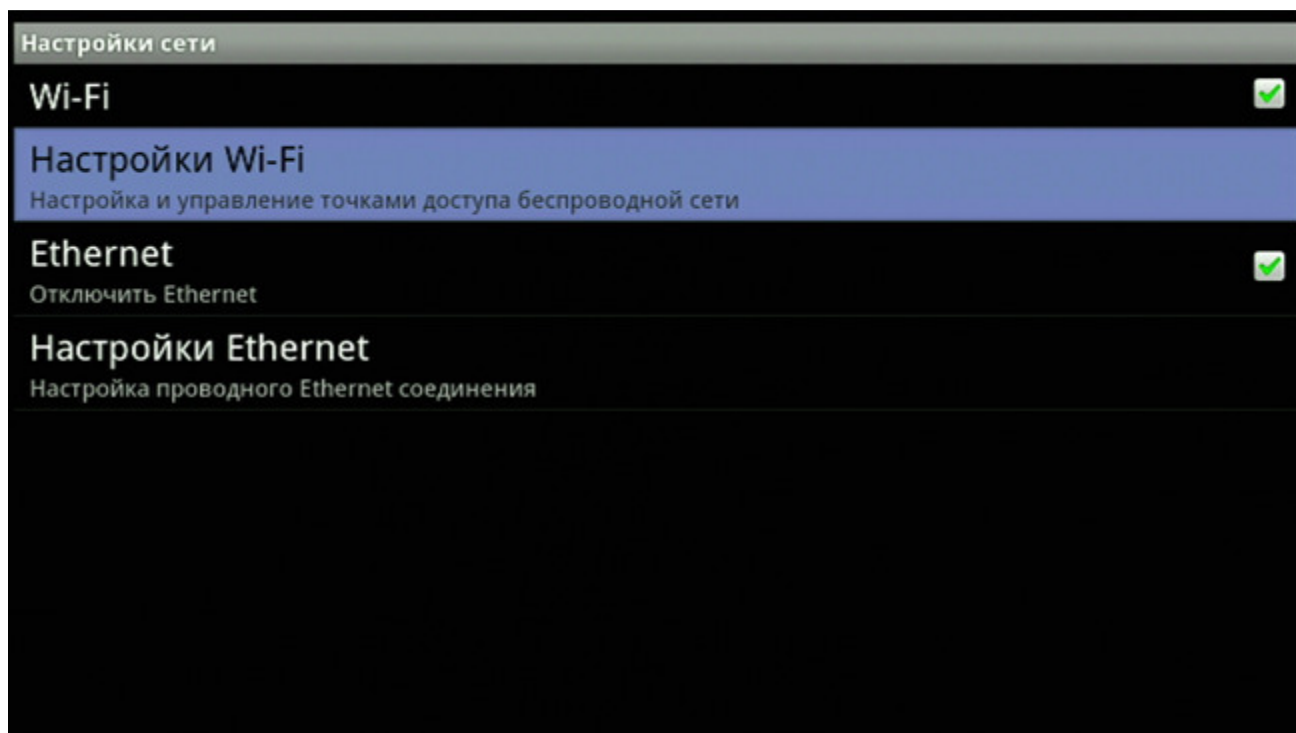 Настройки сети
Wi-Fi
Настройки Wi-Fi
Настройка и управление точками доступа беспроводной сети
Ethernet
Отключить Ethernet
Настройки Ethernet
Настройка проводного Ethernet соединения